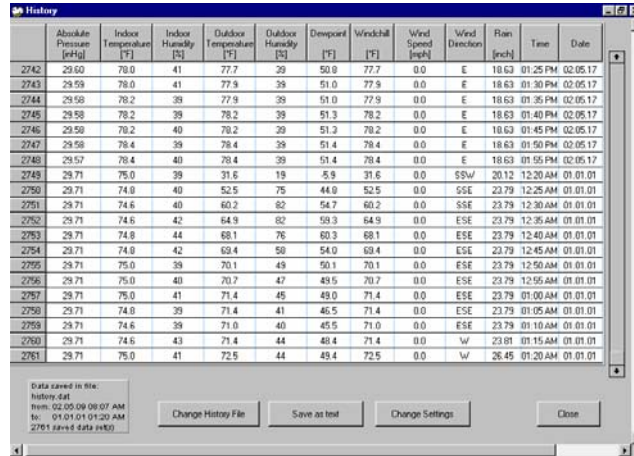 History
Absolute Pressure [inHg] Indoor Temperature [°F] Indoor Humidity [%] Outdoor Temperature [°F] Outdoor Humidity [%] Dewpoint [°F] Windchill [°F] Wind Speed [mph] Wind Direction Rain [inch] Time Date
2742 29.60 78.0 41 77.7 39 50.8 77.7 0.0 E 18.63 01:25 PM 02.05.17
2743 29.59 78.0 41 77.9 39 51.0 77.9 0.0 E 18.63 01:30 PM 02.05.17
2744 29.58 78.2 39 77.9 39 51.0 77.9 0.0 E 18.63 01:35 PM 02.05.17
2745 29.58 78.2 39 78.2 39 51.3 78.2 0.0 E 18.63 01:40 PM 02.05.17
2746 29.58 78.2 40 78.2 39 51.3 78.2 0.0 E 18.63 01:45 PM 02.05.17
2747 29.58 78.4 39 78.4 39 51.4 78.4 0.0 E 18.63 01:50 PM 02.05.17
2748 29.57 78.4 40 78.4 39 51.4 78.4 0.0 E 18.63 01:55 PM 02.05.17
2749 29.71 75.0 39 31.6 19 -5.9 31.6 0.0 SSW 20.12 12:20 AM 01.01.01
2750 29.71 74.8 40 52.5 75 44.8 52.5 0.0 SSE 23.79 12:25 AM 01.01.01
2751 29.71 74.6 40 60.2 82 54.7 60.2 0.0 SSE 23.79 12:30 AM 01.01.01
2752 29.71 74.6 42 64.9 82 59.3 64.9 0.0 ESE 23.79 12:35 AM 01.01.01
2753 29.71 74.8 44 68.1 76 60.3 68.1 0.0 ESE 23.79 12:40 AM 01.01.01
2754 29.71 74.8 42 69.4 58 54.0 69.4 0.0 ESE 23.79 12:45 AM 01.01.01
2755 29.71 75.0 39 70.1 49 50.1 70.1 0.0 ESE 23.79 12:50 AM 01.01.01
2756 29.71 75.0 40 70.7 47 49.5 70.7 0.0 ESE 23.79 12:55 AM 01.01.01
2757 29.71 75.0 41 71.4 45 49.0 71.4 0.0 ESE 23.79 01:00 AM 01.01.01
2758 29.71 74.8 39 71.4 41 46.5 71.4 0.0 ESE 23.79 01:05 AM 01.01.01
2759 29.71 74.6 39 71.0 40 45.5 71.0 0.0 ESE 23.79 01:10 AM 01.01.01
2760 29.71 74.6 43 71.4 44 48.4 71.4 0.0 W 23.81 01:15 AM 01.01.01
2761 29.71 75.0 41 72.5 44 49.4 72.5 0.0 W 26.45 01:20 AM 01.01.01
Data saved in file:
history.dat
from: 02.05.09 08:07 AM
to: 01.01.01 01:20 AM
2761 saved data set(s)
Change History File Save as text Change Settings Close